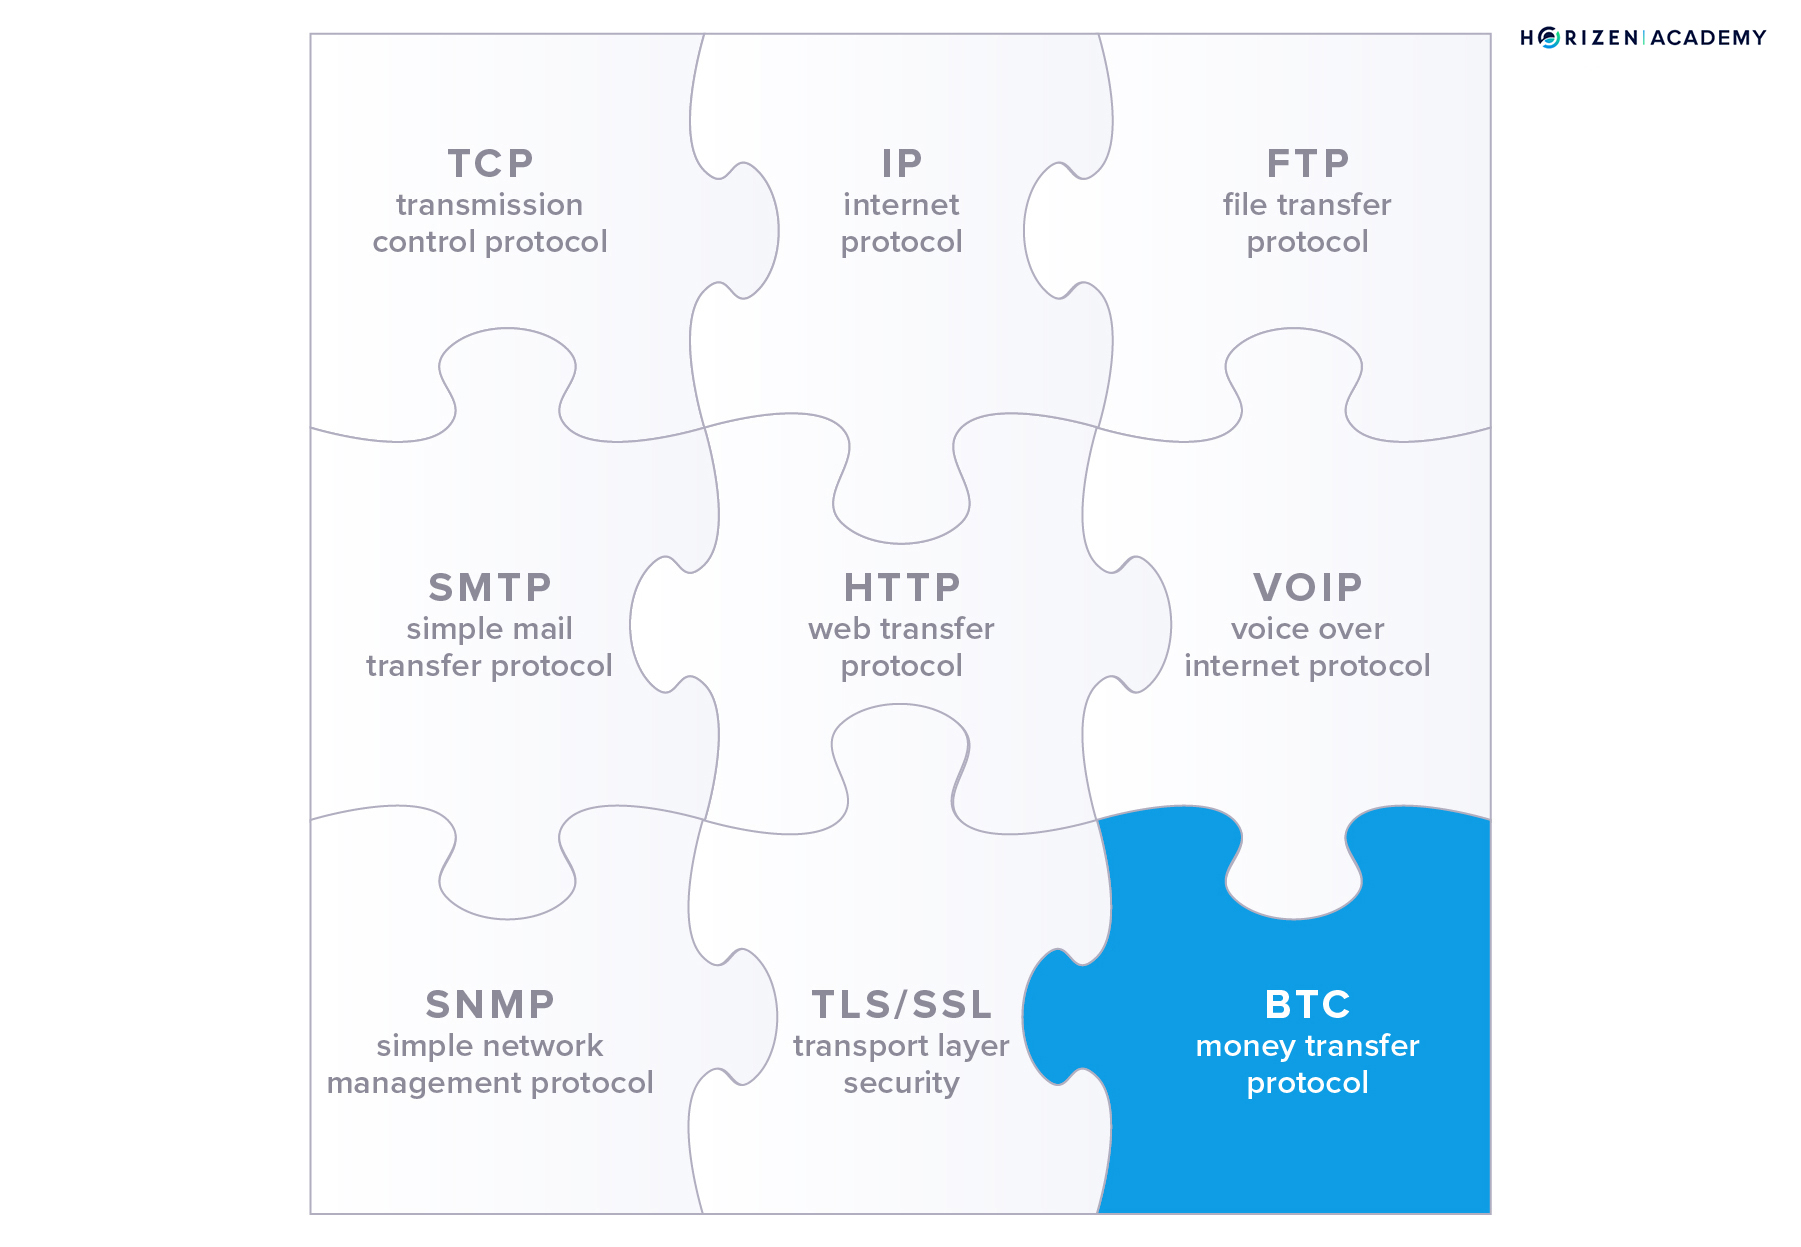 HORIZEN ACADEMY
TCP
transmission
control protocol
IP
internet
protocol
FTP
file transfer
protocol
SMTP
simple mail
transfer protocol
HTTP
web transfer
protocol
VOIP
voice over
internet protocol
SNMP
simple network
management protocol
TLS/SSL
transport layer
security
BTC
money transfer
protocol